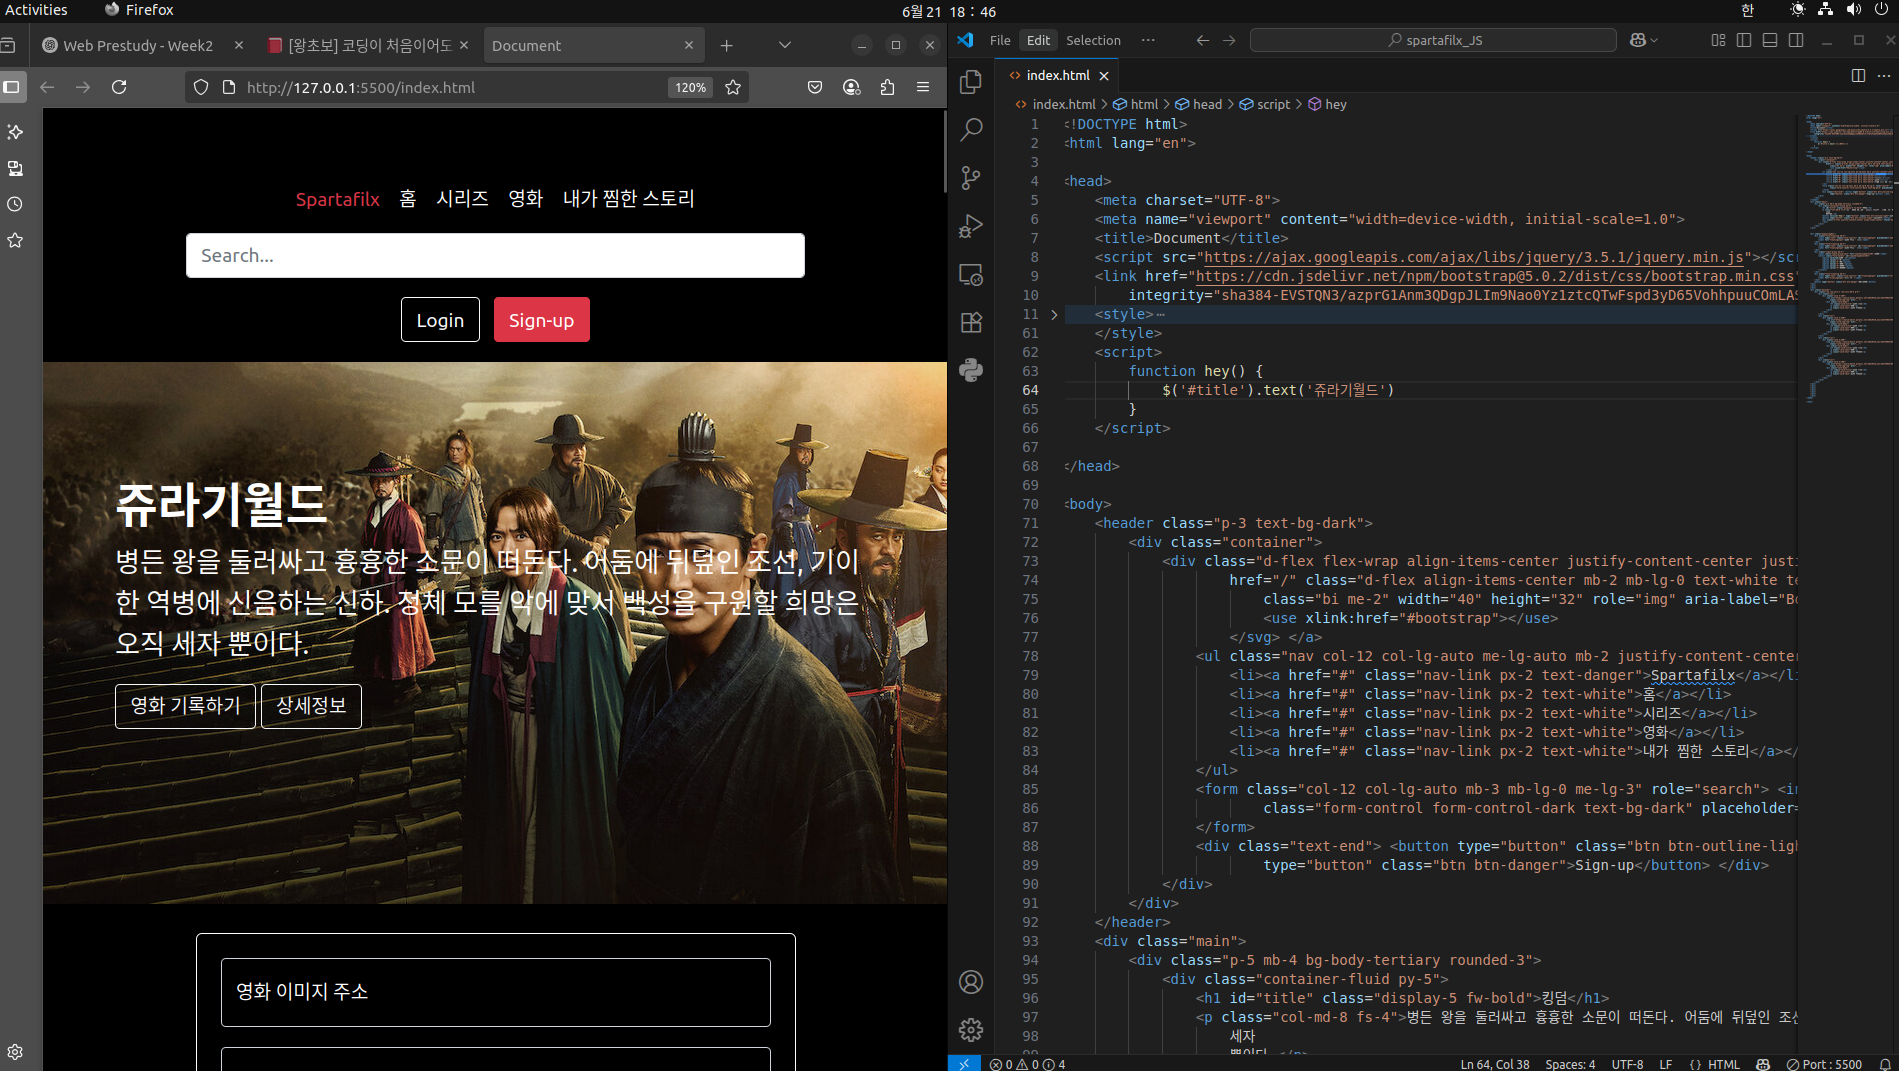 Activities
Firefox
6월 21 18 : 46
한
Web Prestudy - Week2
[왕초보] 코딩이 처음이어도
Document
http://127.0.0.1:5500/index.html
120%
Spartafilx
홈
시리즈
영화
내가 찜한 스토리
Search...
Login
Sign-up
쥬라기월드
병든 왕을 둘러싸고 흉흉한 소문이 떠돈다. 어둠에 뒤덮인 조선, 기이
한 역병에 신음하는 신하. 정체 모를 악에 맞서 백성을 구원할 희망은
오직 세자 뿐이다.
영화 기록하기
상세정보
영화 이미지 주소
File
Edit
Selection
spartafilx_JS
index.html
index.html > html > head > script > hey
1 <!DOCTYPE html>
2 <html lang="en">
3
4 <head>
5 <meta charset="UTF-8">
6 <meta name="viewport" content="width=device-width, initial-scale=1.0">
7 <title>Document</title>
8 <script src="https://ajax.googleapis.com/ajax/libs/jquery/3.5.1/jquery.min.js"></scr
9 <link href="https://cdn.jsdelivr.net/npm/bootstrap@5.0.2/dist/css/bootstrap.min.css"
10 integrity="sha384-EVSTQN3/azprG1Anm3QDgpJLIm9Nao0Yz1ztcQTwFspd3yD65VohhpuuCOmLAS
11 <style>⋯
61 </style>
62 <script>
63 function hey() {
64 $('#title').text('쥬라기월드')
65 }
66 </script>
67
68 </head>
69
70 <body>
71 <header class="p-3 text-bg-dark">
72 <div class="container">
73 <div class="d-flex flex-wrap align-items-center justify-content-center justi
74 href="/" class="d-flex align-items-center mb-2 mb-lg-0 text-white te
75 class="bi me-2" width="40" height="32" role="img" aria-label="Bo
76 <use xlink:href="#bootstrap"></use>
77 </svg> </a>
78 <ul class="nav col-12 col-lg-auto me-lg-auto mb-2 justify-content-center
79 <li><a href="#" class="nav-link px-2 text-danger">Spartafilx</a></li
80 <li><a href="#" class="nav-link px-2 text-white">홈</a></li>
81 <li><a href="#" class="nav-link px-2 text-white">시리즈</a></li>
82 <li><a href="#" class="nav-link px-2 text-white">영화</a></li>
83 <li><a href="#" class="nav-link px-2 text-white">내가 찜한 스토리</a></
84 </ul>
85 <form class="col-12 col-lg-auto mb-3 mb-lg-0 me-lg-3" role="search"> <in
86 class="form-control form-control-dark text-bg-dark" placeholder=
87 </form>
88 <div class="text-end"> <button type="button" class="btn btn-outline-ligh
89 type="button" class="btn btn-danger">Sign-up</button> </div>
90 </div>
91 </div>
92 </header>
93 <div class="main">
94 <div class="p-5 mb-4 bg-body-tertiary rounded-3">
95 <div class="container-fluid py-5">
96 <h1 id="title" class="display-5 fw-bold">킹덤</h1>
97 <p class="col-md-8 fs-4">병든 왕을 둘러싸고 흉흉한 소문이 떠돈다. 어둠에 뒤덮인 조선
98 세자
뿐이다.</p>
0 0 4
Ln 64, Col 38
Spaces: 4
UTF-8
LF
{ } HTML
Port : 5500